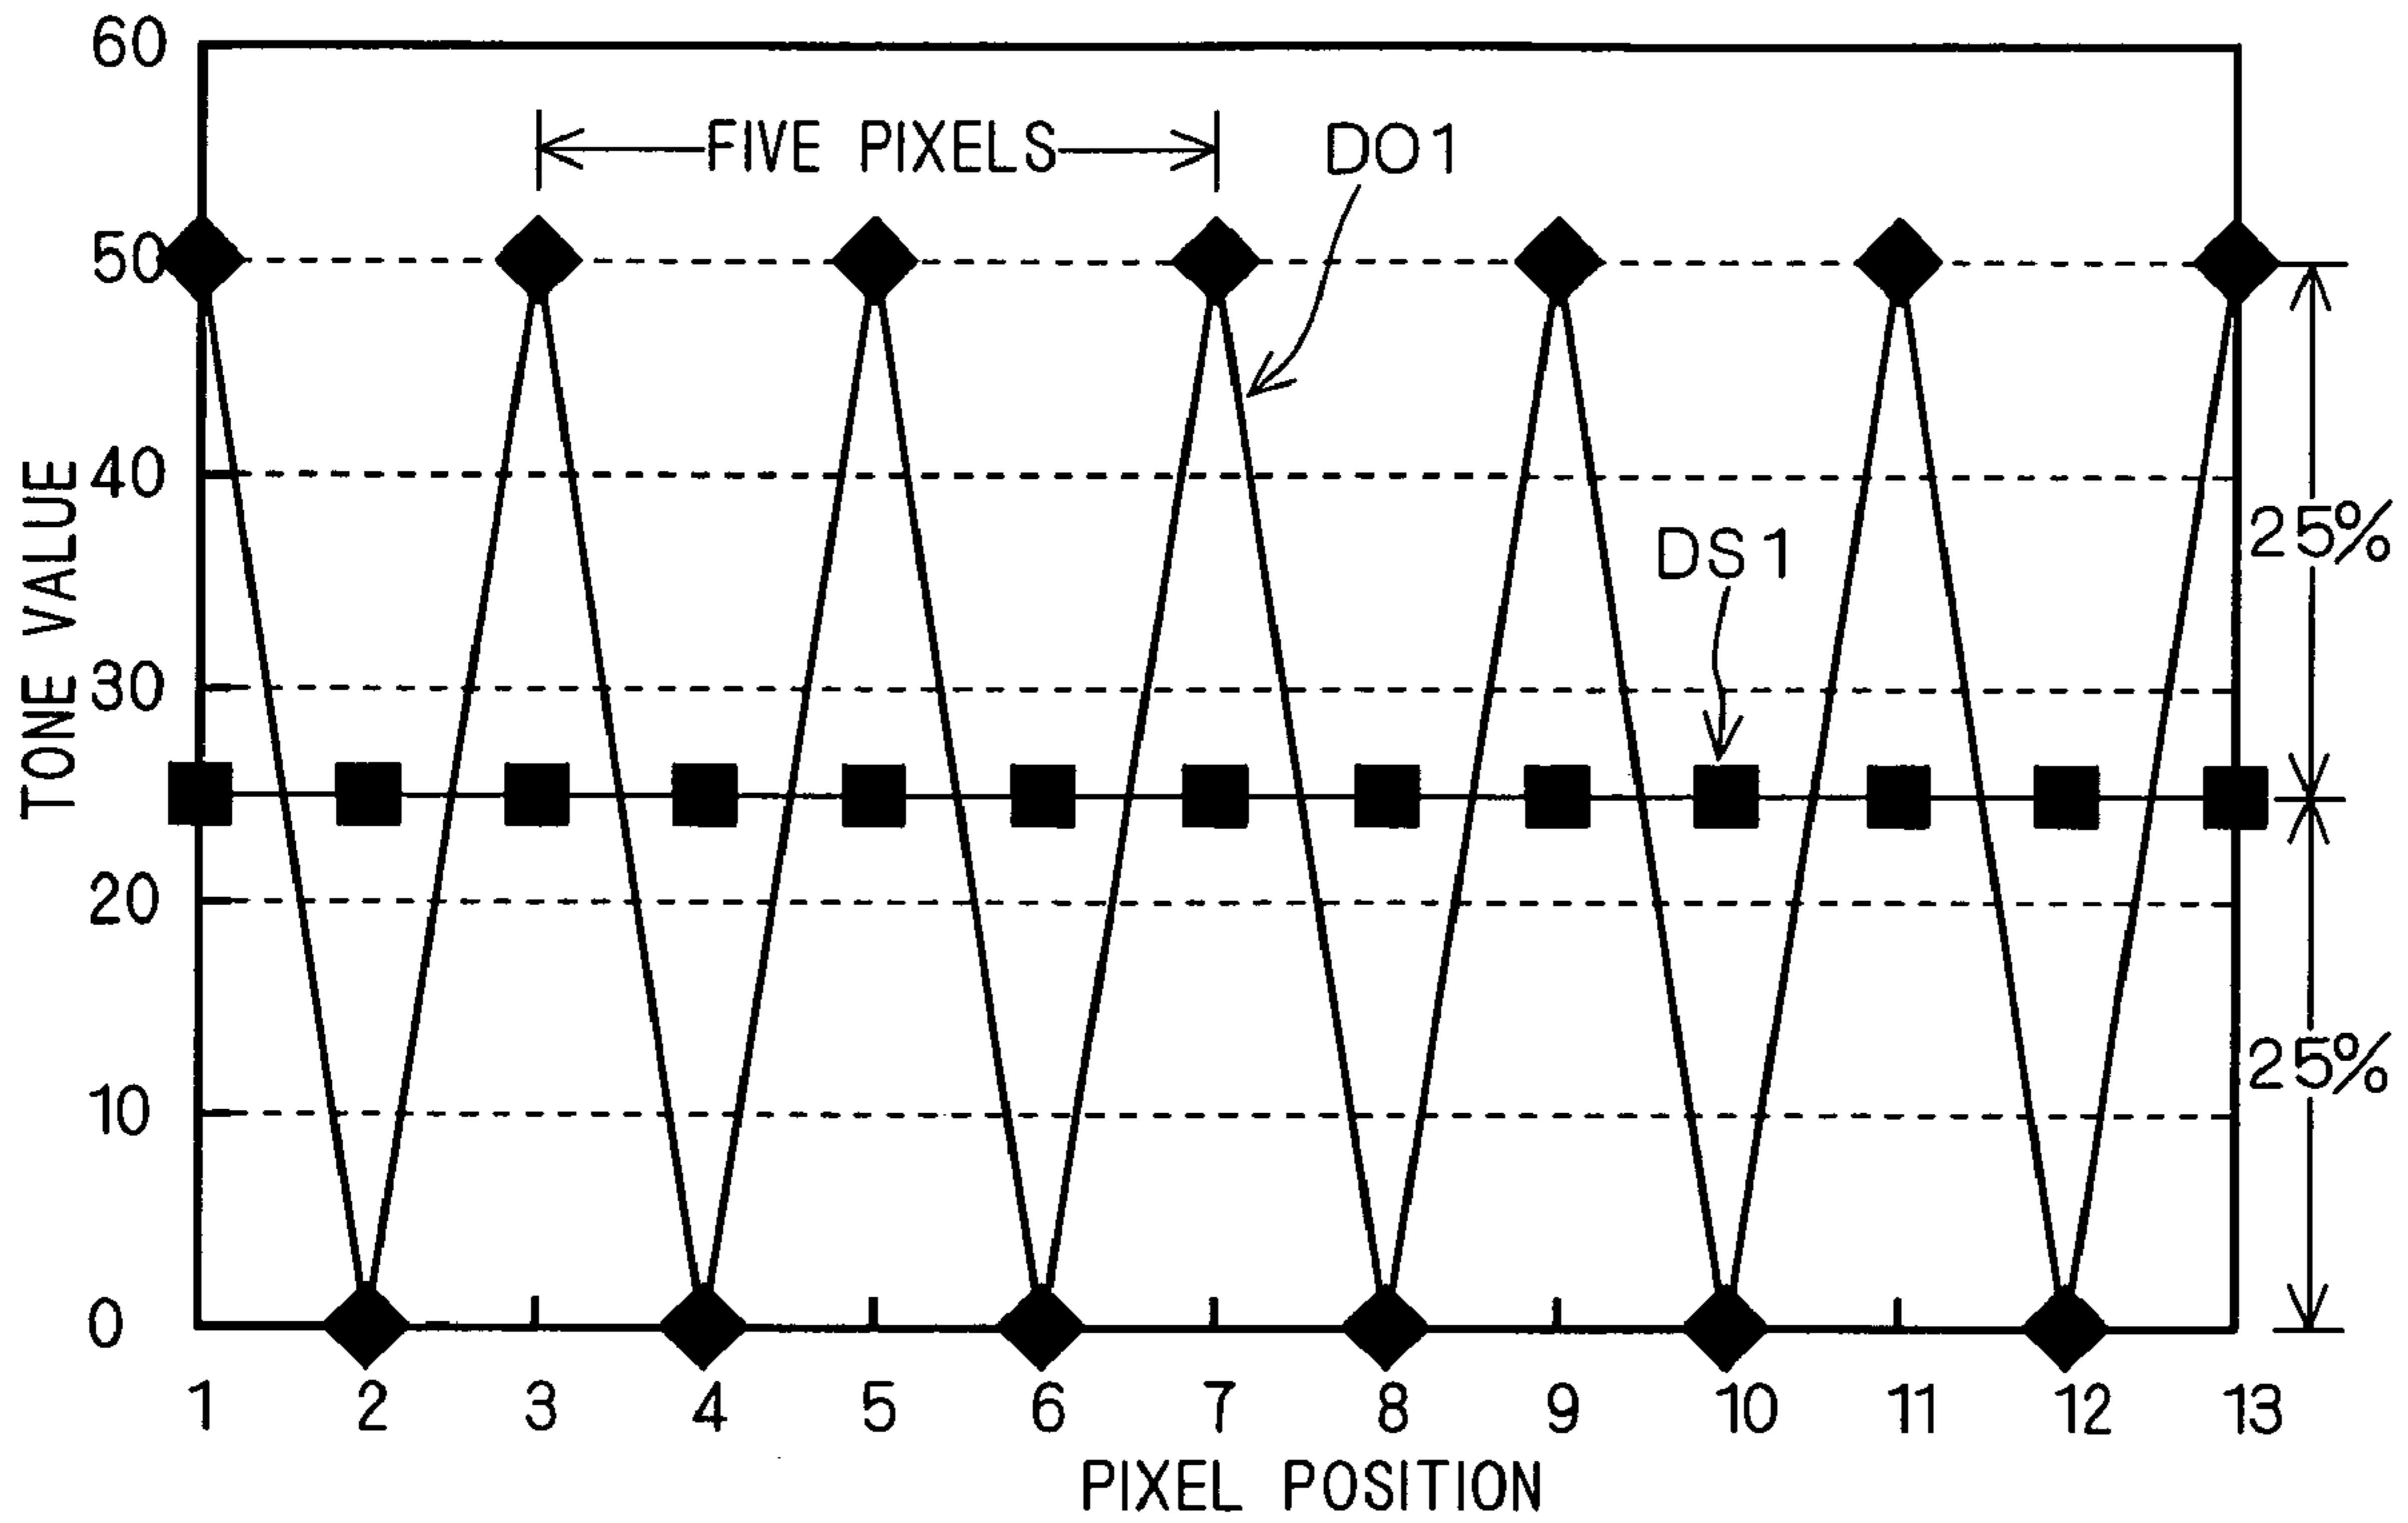 60
FIVE PIXELS
DO1
50
40
25%
DS1
TONE VALUE
30
20
25%
10
0
1 2 3 4 5 6 7 8 9 10 11 12 13
PIXEL POSITION